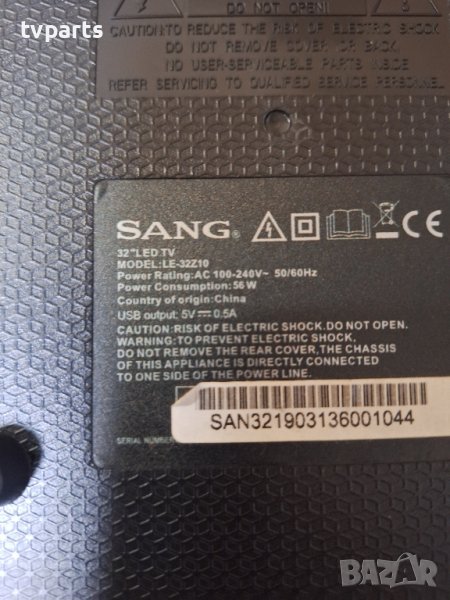 tvparts
DO NOT OPEN!
CAUTION:TO REDUCE THE RISK OF ELECTRIC SHOCK
DO NOT REMOVE COVER OR BACK.
NO USER-SERVICEABLE PARTS INSIDE
REFER SERVICING TO QUALIFIED SERVICE PERSONNEL.
SANG®
32"LED TV
MODEL:LE-32Z10
Power Rating:AC 100-240V~ 50/60Hz
Power Consumption:56W
Country of origin:China
USB output: 5V⎓0.5A
CAUTION:RISK OF ELECTRIC SHOCK.DO NOT OPEN.
WARNING:TO PREVENT ELECTRIC SHOCK,
DO NOT REMOVE THE REAR COVER,THE CHASSIS
OF THIS APPLIANCE IS DIRECTLY CONNECTED
TO ONE SIDE OF THE POWER LINE.
SERIAL NUMBER
SAN321903136001044
BAZAR